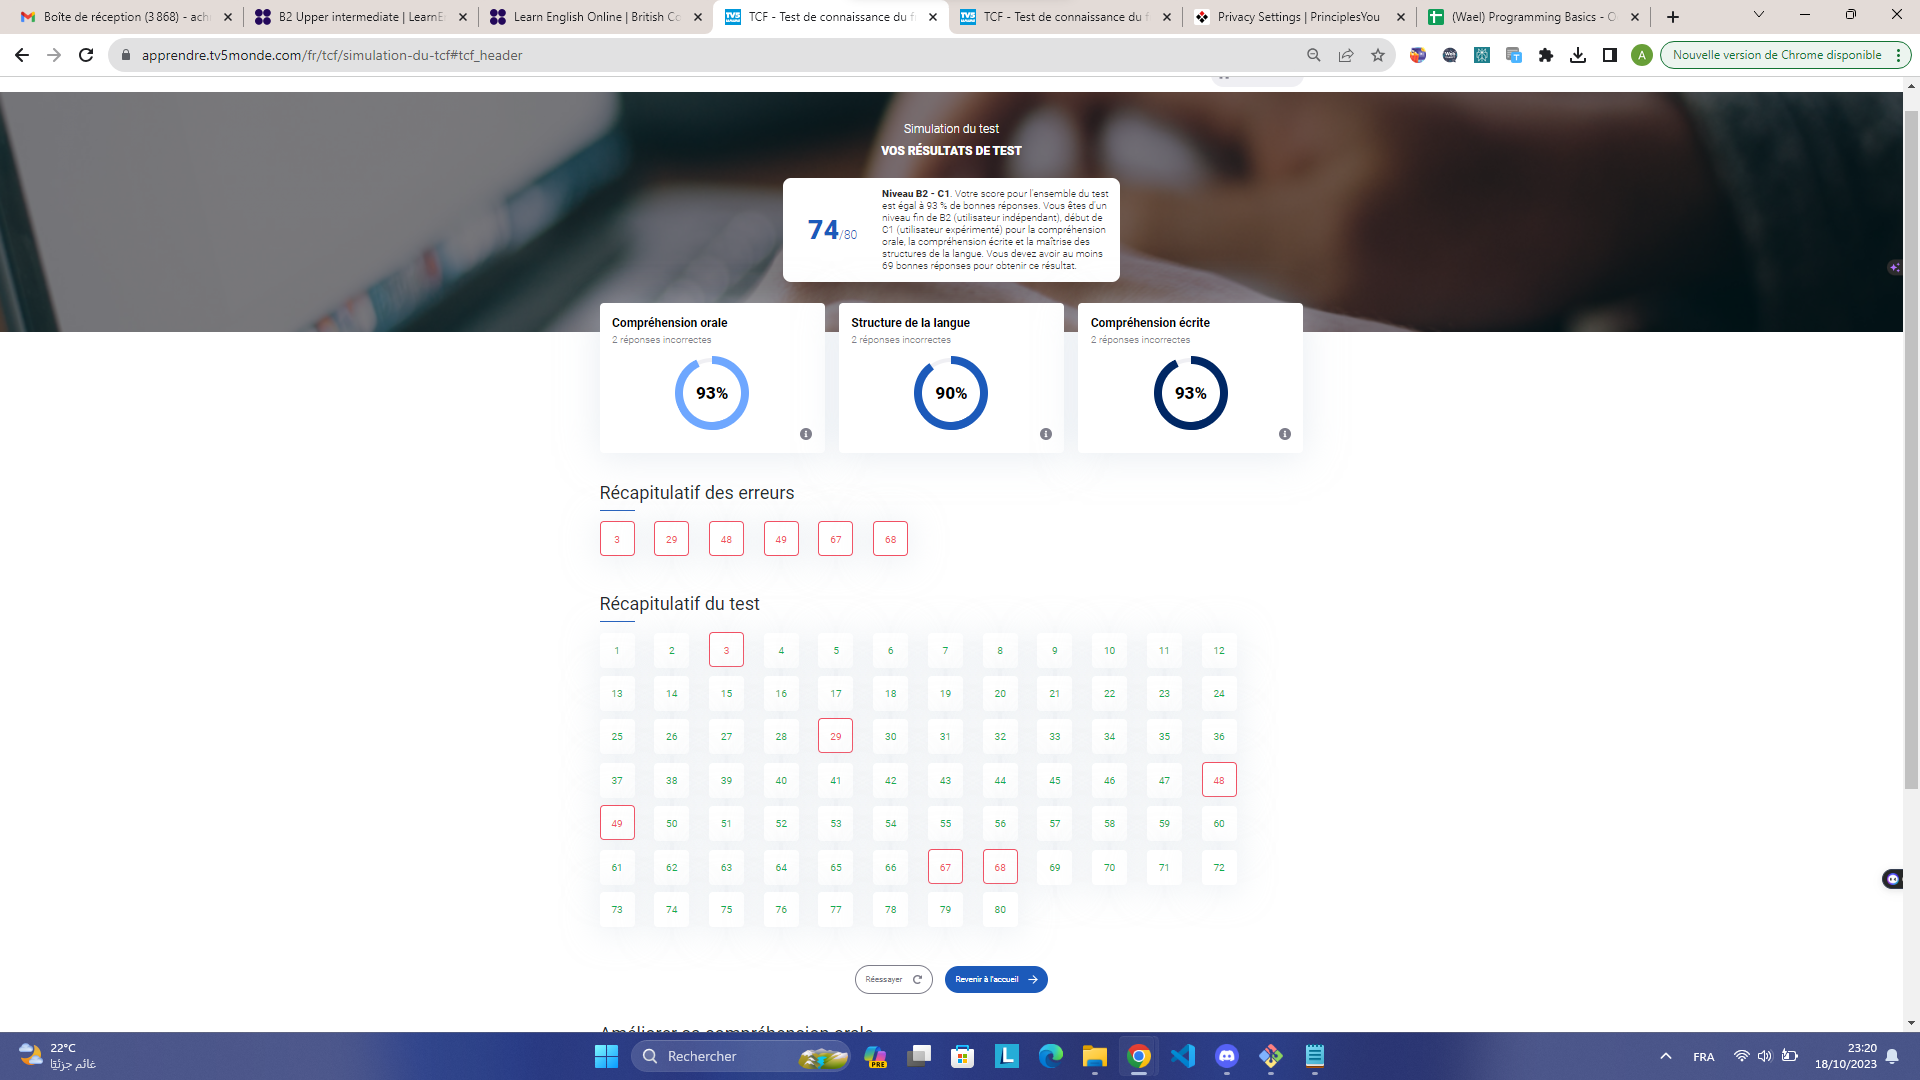 Boîte de réception (3 868) - ach
B2 Upper intermediate | LearnE
Learn English Online | British Co
TCF - Test de connaissance du f
TCF - Test de connaissance du f
Privacy Settings | PrinciplesYou
(Wael) Programming Basics - O
apprendre.tv5monde.com/fr/tcf/simulation-du-tcf#tcf_header
A
Nouvelle version de Chrome disponible
Simulation du test
VOS RÉSULTATS DE TEST
74/80
Niveau B2 - C1. Votre score pour l'ensemble du test
est égal à 93 % de bonnes réponses. Vous êtes d'un
niveau fin de B2 (utilisateur indépendant), début de
C1 (utilisateur expérimenté) pour la compréhension
orale, la compréhension écrite et la maîtrise des
structures de la langue. Vous devez avoir au moins
69 bonnes réponses pour obtenir ce résultat.
Compréhension orale
2 réponses incorrectes
93%
Structure de la langue
2 réponses incorrectes
90%
Compréhension écrite
2 réponses incorrectes
93%
Récapitulatif des erreurs
3 29 48 49 67 68
Récapitulatif du test
1 2 3 4 5 6 7 8 9 10 11 12
13 14 15 16 17 18 19 20 21 22 23 24
25 26 27 28 29 30 31 32 33 34 35 36
37 38 39 40 41 42 43 44 45 46 47 48
49 50 51 52 53 54 55 56 57 58 59 60
61 62 63 64 65 66 67 68 69 70 71 72
73 74 75 76 77 78 79 80
Réessayer
Revenir à l'accueil
Améliorer sa compréhension orale
22°C
غائم جزئيًا
Rechercher
PRE
L
FRA
23:20
18/10/2023